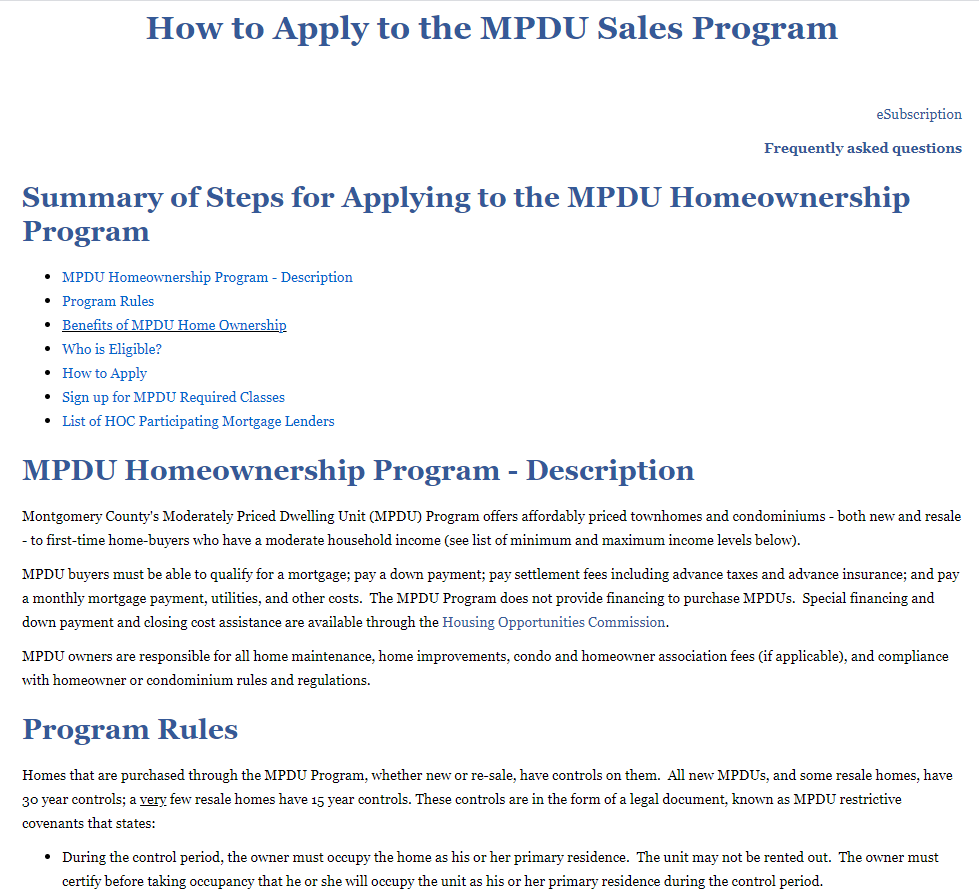 How to Apply to the MPDU Sales Program
eSubscription
Frequently asked questions
Summary of Steps for Applying to the MPDU Homeownership
Program
• MPDU Homeownership Program - Description
• Program Rules
• Benefits of MPDU Home Ownership
• Who is Eligible?
• How to Apply
• Sign up for MPDU Required Classes
• List of HOC Participating Mortgage Lenders
MPDU Homeownership Program - Description
Montgomery County's Moderately Priced Dwelling Unit (MPDU) Program offers affordably priced townhomes and condominiums - both new and resale
- to first-time home-buyers who have a moderate household income (see list of minimum and maximum income levels below).
MPDU buyers must be able to qualify for a mortgage; pay a down payment; pay settlement fees including advance taxes and advance insurance; and pay
a monthly mortgage payment, utilities, and other costs.  The MPDU Program does not provide financing to purchase MPDUs.  Special financing and
down payment and closing cost assistance are available through the Housing Opportunities Commission.
MPDU owners are responsible for all home maintenance, home improvements, condo and homeowner association fees (if applicable), and compliance
with homeowner or condominium rules and regulations.
Program Rules
Homes that are purchased through the MPDU Program, whether new or re-sale, have controls on them.  All new MPDUs, and some resale homes, have
30 year controls; a very few resale homes have 15 year controls. These controls are in the form of a legal document, known as MPDU restrictive
covenants that states:
• During the control period, the owner must occupy the home as his or her primary residence.  The unit may not be rented out.  The owner must
certify before taking occupancy that he or she will occupy the unit as his or her primary residence during the control period.